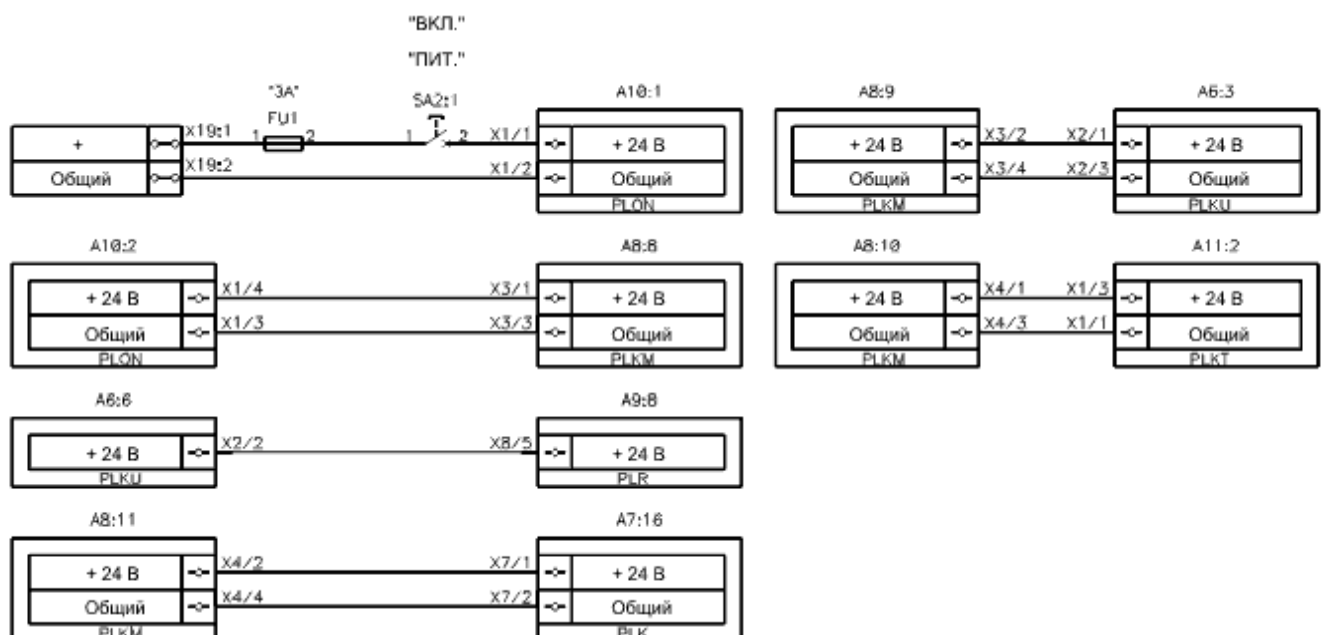 "ВКЛ."
"ПИТ."
"3А"
FU1
SA2:1
A10:1
A8:9
A6:3
+
X19:1
1
2
1
2
X1/1
+ 24 В
+ 24 В
X3/2
X2/1
+ 24 В
Общий
X19:2
X1/2
Общий
Общий
X3/4
X2/3
Общий
PLON
PLKM
PLKU
A10:2
A8:8
A8:10
A11:2
+ 24 В
X1/4
X3/1
+ 24 В
+ 24 В
X4/1
X1/3
+ 24 В
Общий
X1/3
X3/3
Общий
Общий
X4/3
X1/1
Общий
PLON
PLKM
PLKM
PLKT
A6:6
A9:8
+ 24 В
X2/2
X8/5
+ 24 В
PLKU
PLR
A8:11
A7:16
+ 24 В
X4/2
X7/1
+ 24 В
Общий
X4/4
X7/2
Общий
PLKM
PLK